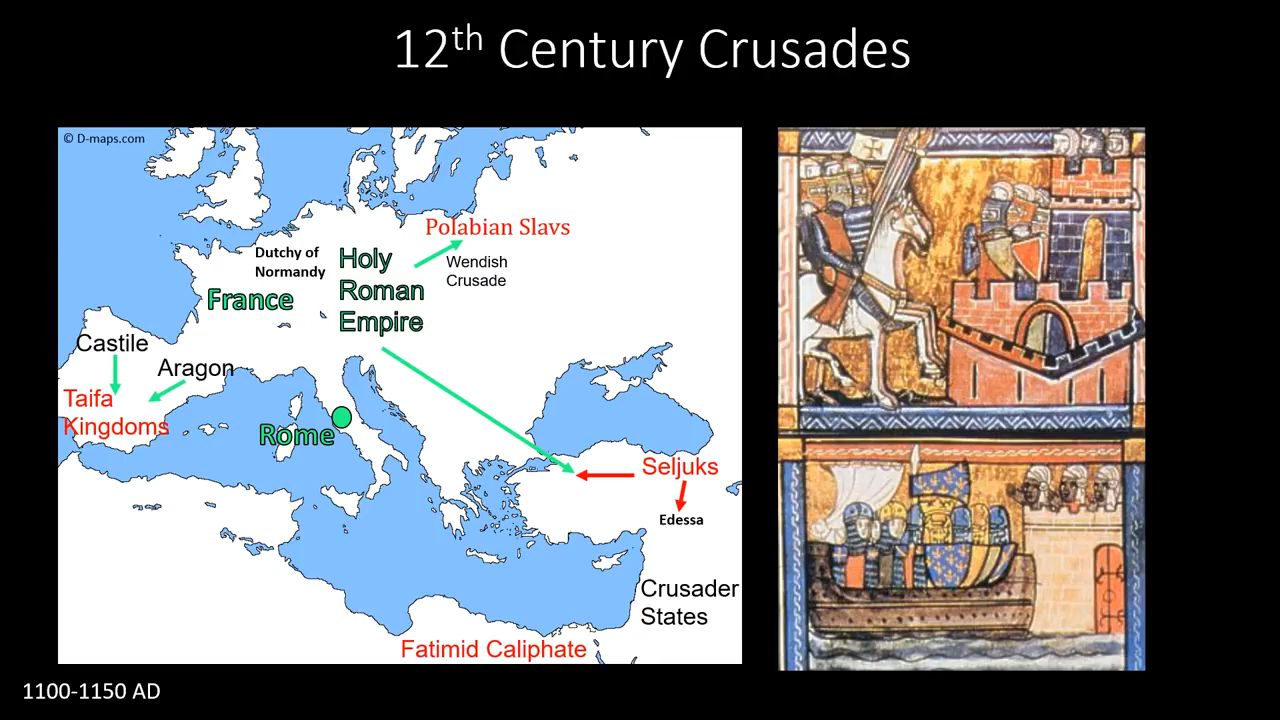 12th Century Crusades
© D-maps.com
Polabian Slavs
Dutchy of
Normandy
Holy
Roman
Empire
Wendish
Crusade
France
Castile
Aragon
Taifa
Kingdoms
Rome
Seljuks
Edessa
Crusader
States
Fatimid Caliphate
1100-1150 AD